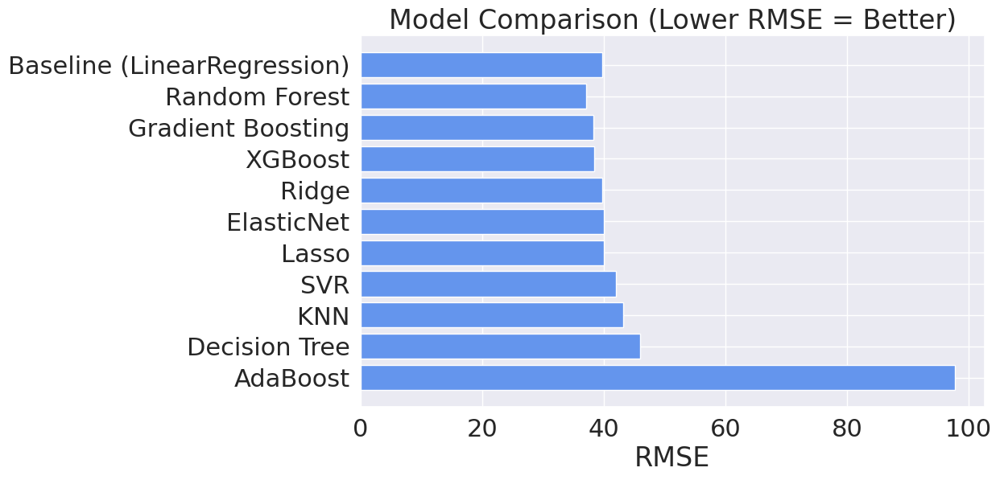 Model Comparison (Lower RMSE = Better)
Baseline (LinearRegression)
Random Forest
Gradient Boosting
XGBoost
Ridge
ElasticNet
Lasso
SVR
KNN
Decision Tree
AdaBoost
0 20 40 60 80 100
RMSE